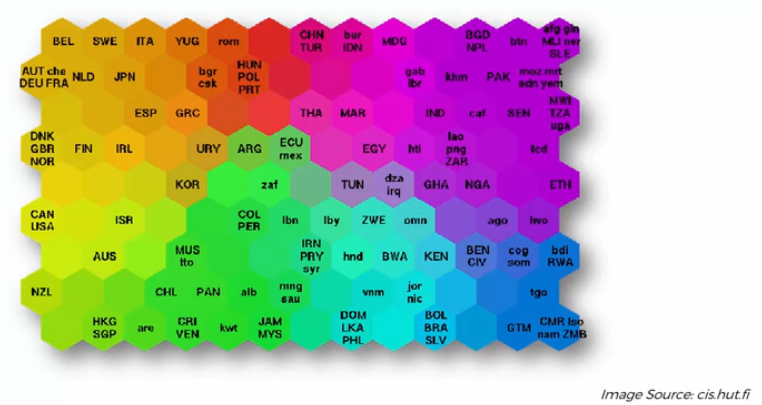 BEL SWE ITA YUG rom CHN TUR bur IDN MDG BGD NPL btn afg gin MLI ner SLE
AUT che DEU FRA NLD JPN bgr csk HUN POL PRT gab lbr khm PAK moz mrt sdn yem
ESP GRC THA MAR IND caf SEN MWI TZA uga
DNK GBR NOR FIN IRL URY ARG ECU mex EGY hti lao png ZAR tcd
KOR zaf TUN dza irq GHA NGA ETH
CAN USA ISR COL PER lbn lby ZWE omn ago hvo
AUS MUS tto IRN PRY syr hnd BWA KEN BEN CIV cog som bdi RWA
NZL CHL PAN alb mng sau vnm jor nic tgo
HKG SGP are CRI VEN kwt JAM MYS DOM LKA PHL BOL BRA SLV GTM CMR lso nam ZMB
Image Source: cis.hut.fi